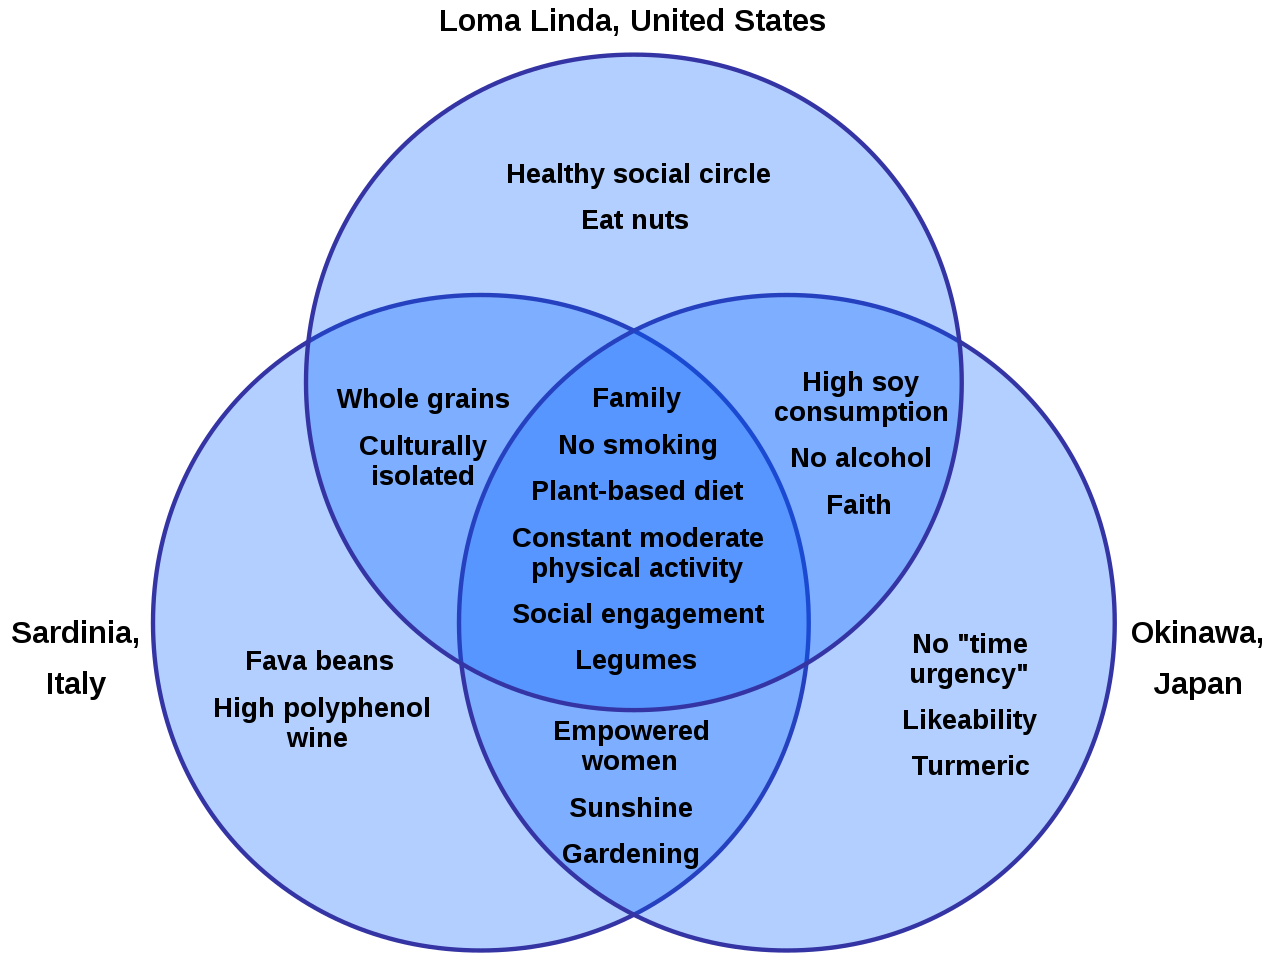 Loma Linda, United States
Healthy social circle
Eat nuts
Whole grains
Culturally
isolated
Family
No smoking
Plant-based diet
Constant moderate
physical activity
Social engagement
Legumes
High soy
consumption
No alcohol
Faith
Sardinia,
Italy
Fava beans
High polyphenol
wine
Empowered
women
Sunshine
Gardening
No "time
urgency"
Likeability
Turmeric
Okinawa,
Japan